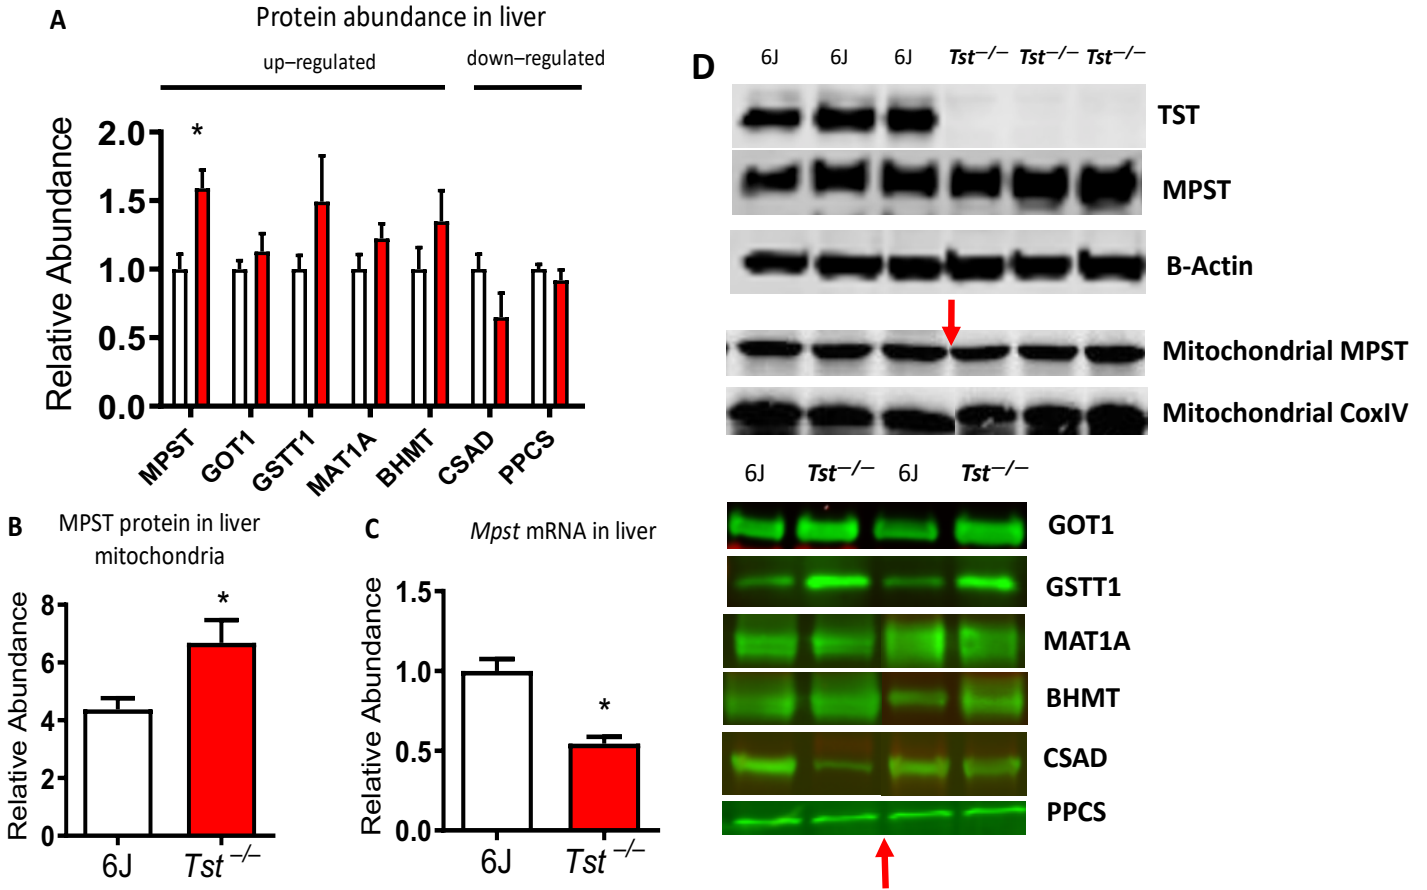 A
Protein abundance in liver
up–regulated
down–regulated
Relative Abundance
2.0
1.5
1.0
0.5
0.0
*
MPST
GOT1
GSTT1
MAT1A
BHMT
CSAD
PPCS
B
MPST protein in liver
mitochondria
Relative Abundance
8
6
4
2
0
*
6J
Tst –/–
C
Mpst mRNA in liver
Relative Abundance
1.5
1.0
0.5
0.0
*
6J
Tst –/–
D
6J 6J 6J Tst–/– Tst–/– Tst–/–
TST
MPST
B-Actin
Mitochondrial MPST
Mitochondrial CoxIV
6J Tst–/– 6J Tst–/–
GOT1
GSTT1
MAT1A
BHMT
CSAD
PPCS